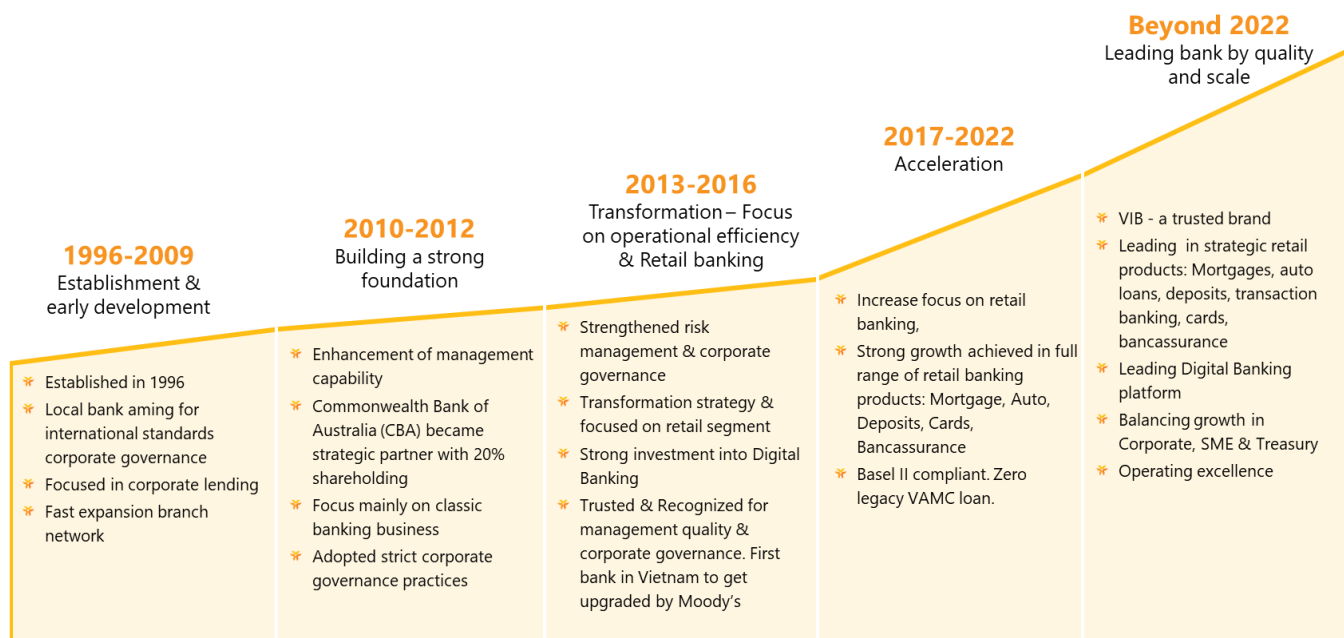 1996-2009
Establishment &
early development
Established in 1996
Local bank aming for
international standards
corporate governance
Focused in corporate lending
Fast expansion branch
network
2010-2012
Building a strong
foundation
Enhancement of management
capability
Commonwealth Bank of
Australia (CBA) became
strategic partner with 20%
shareholding
Focus mainly on classic
banking business
Adopted strict corporate
governance practices
2013-2016
Transformation – Focus
on operational efficiency
& Retail banking
Strengthened risk
management & corporate
governance
Transformation strategy &
focused on retail segment
Strong investment into Digital
Banking
Trusted & Recognized for
management quality &
corporate governance. First
bank in Vietnam to get
upgraded by Moody’s
2017-2022
Acceleration
Increase focus on retail
banking,
Strong growth achieved in full
range of retail banking
products: Mortgage, Auto,
Deposits, Cards,
Bancassurance
Basel II compliant. Zero
legacy VAMC loan.
Beyond 2022
Leading bank by quality
and scale
VIB - a trusted brand
Leading in strategic retail
products: Mortgages, auto
loans, deposits, transaction
banking, cards,
bancassurance
Leading Digital Banking
platform
Balancing growth in
Corporate, SME & Treasury
Operating excellence